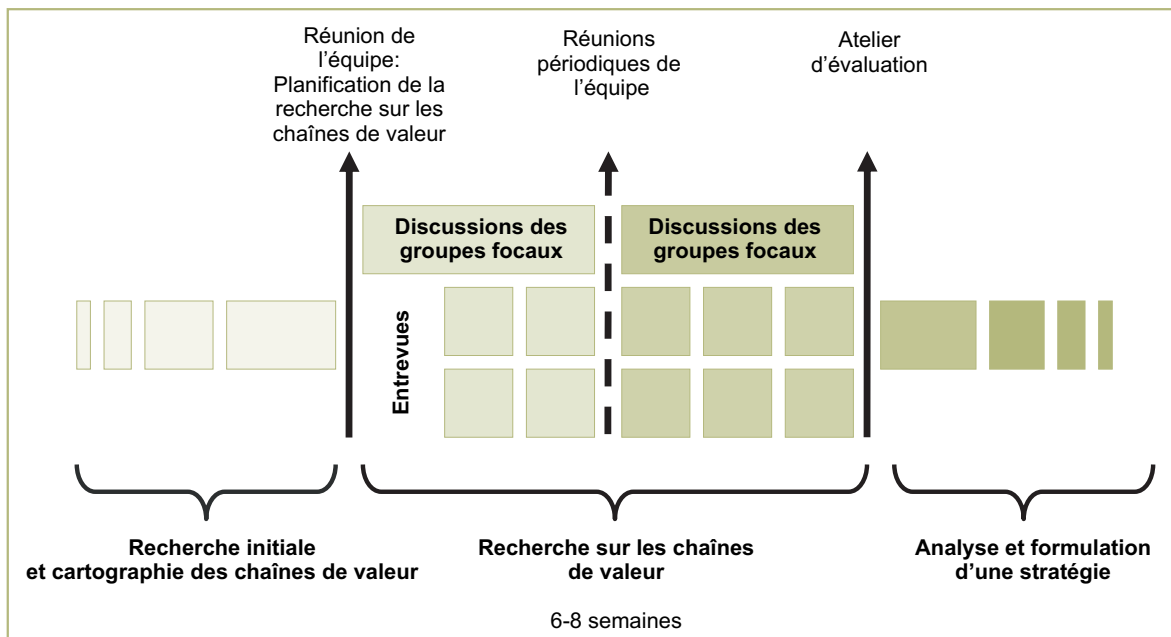 Réunion de
l’équipe:
Planification de la
recherche sur les
chaînes de valeur
Réunions
périodiques de
l’équipe
Atelier
d’évaluation
Discussions des
groupes focaux
Discussions des
groupes focaux
Entrevues
Recherche initiale
et cartographie des chaînes de valeur
Recherche sur les chaînes
de valeur
Analyse et formulation
d’une stratégie
6-8 semaines